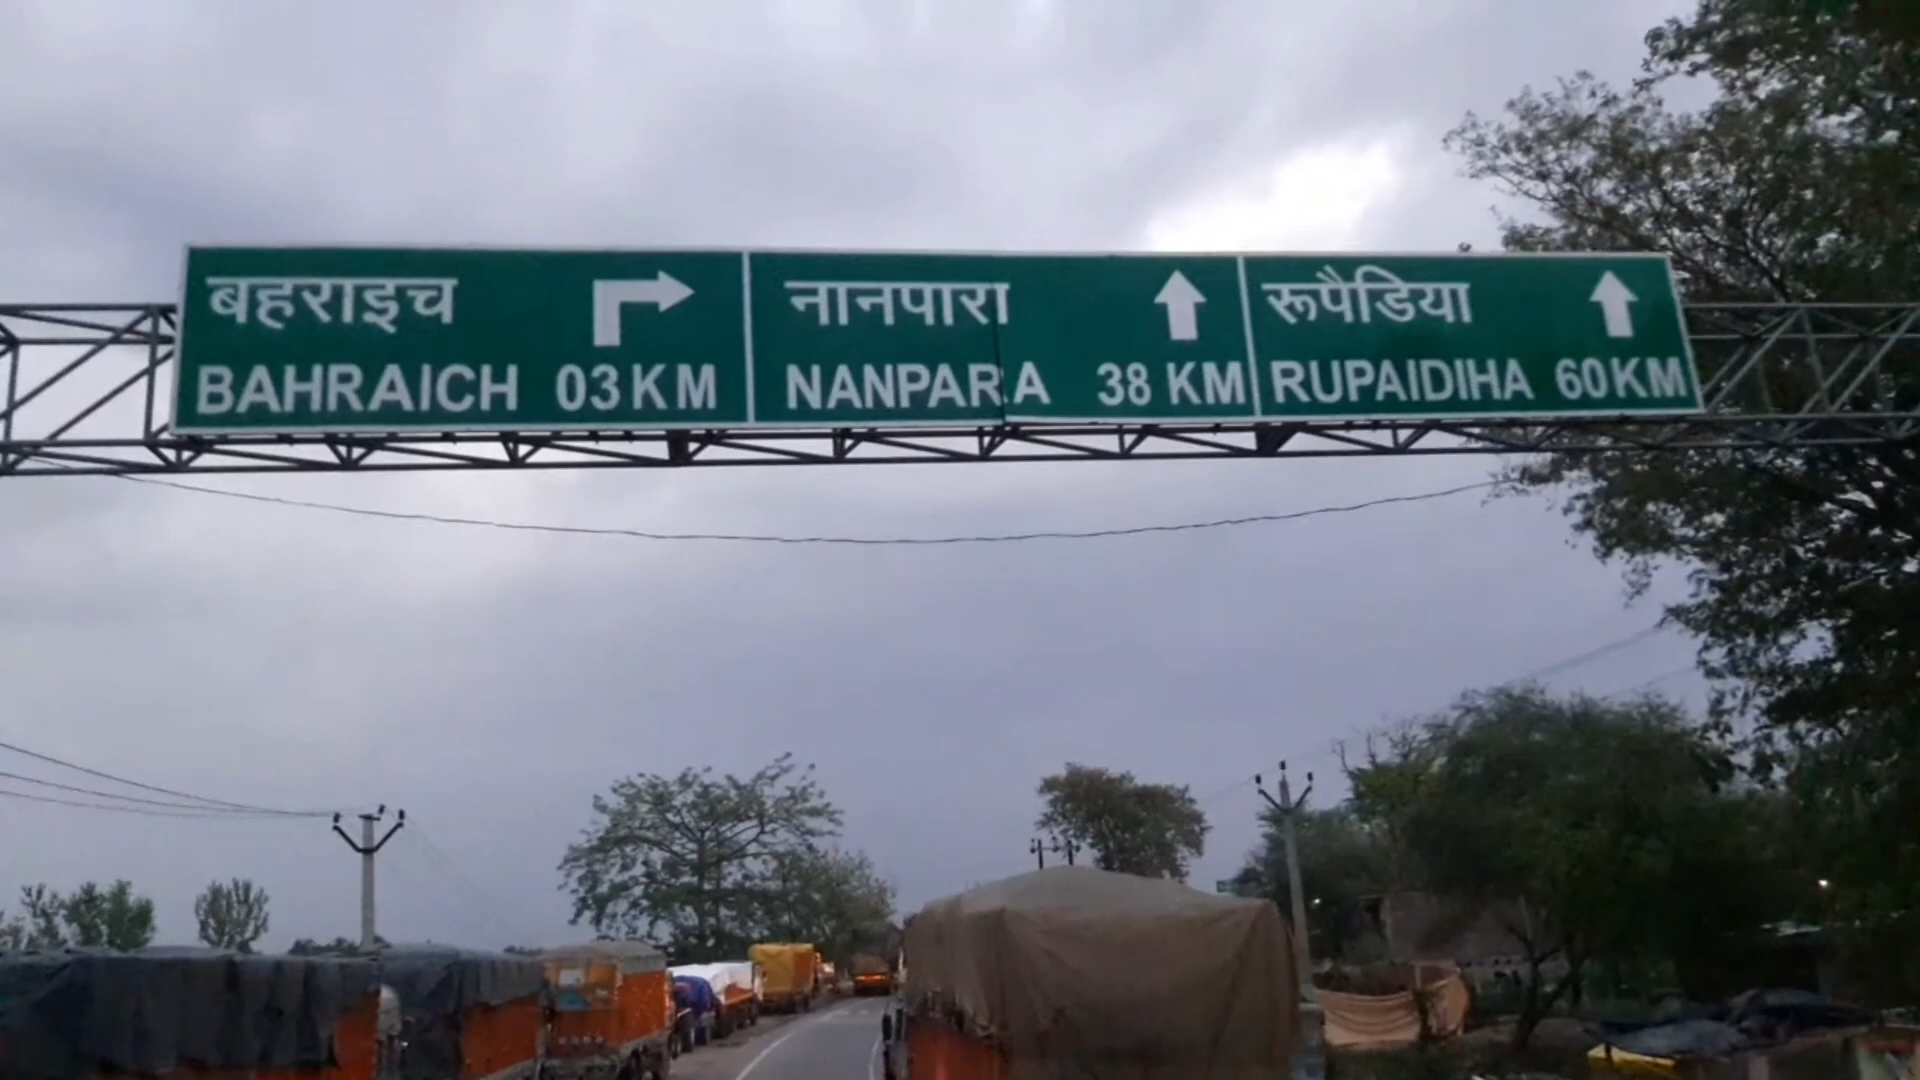 बहराइच
BAHRAICH 03 KM
नानपारा
NANPARA 38 KM
रूपैडिया
RUPAIDIHA 60 KM